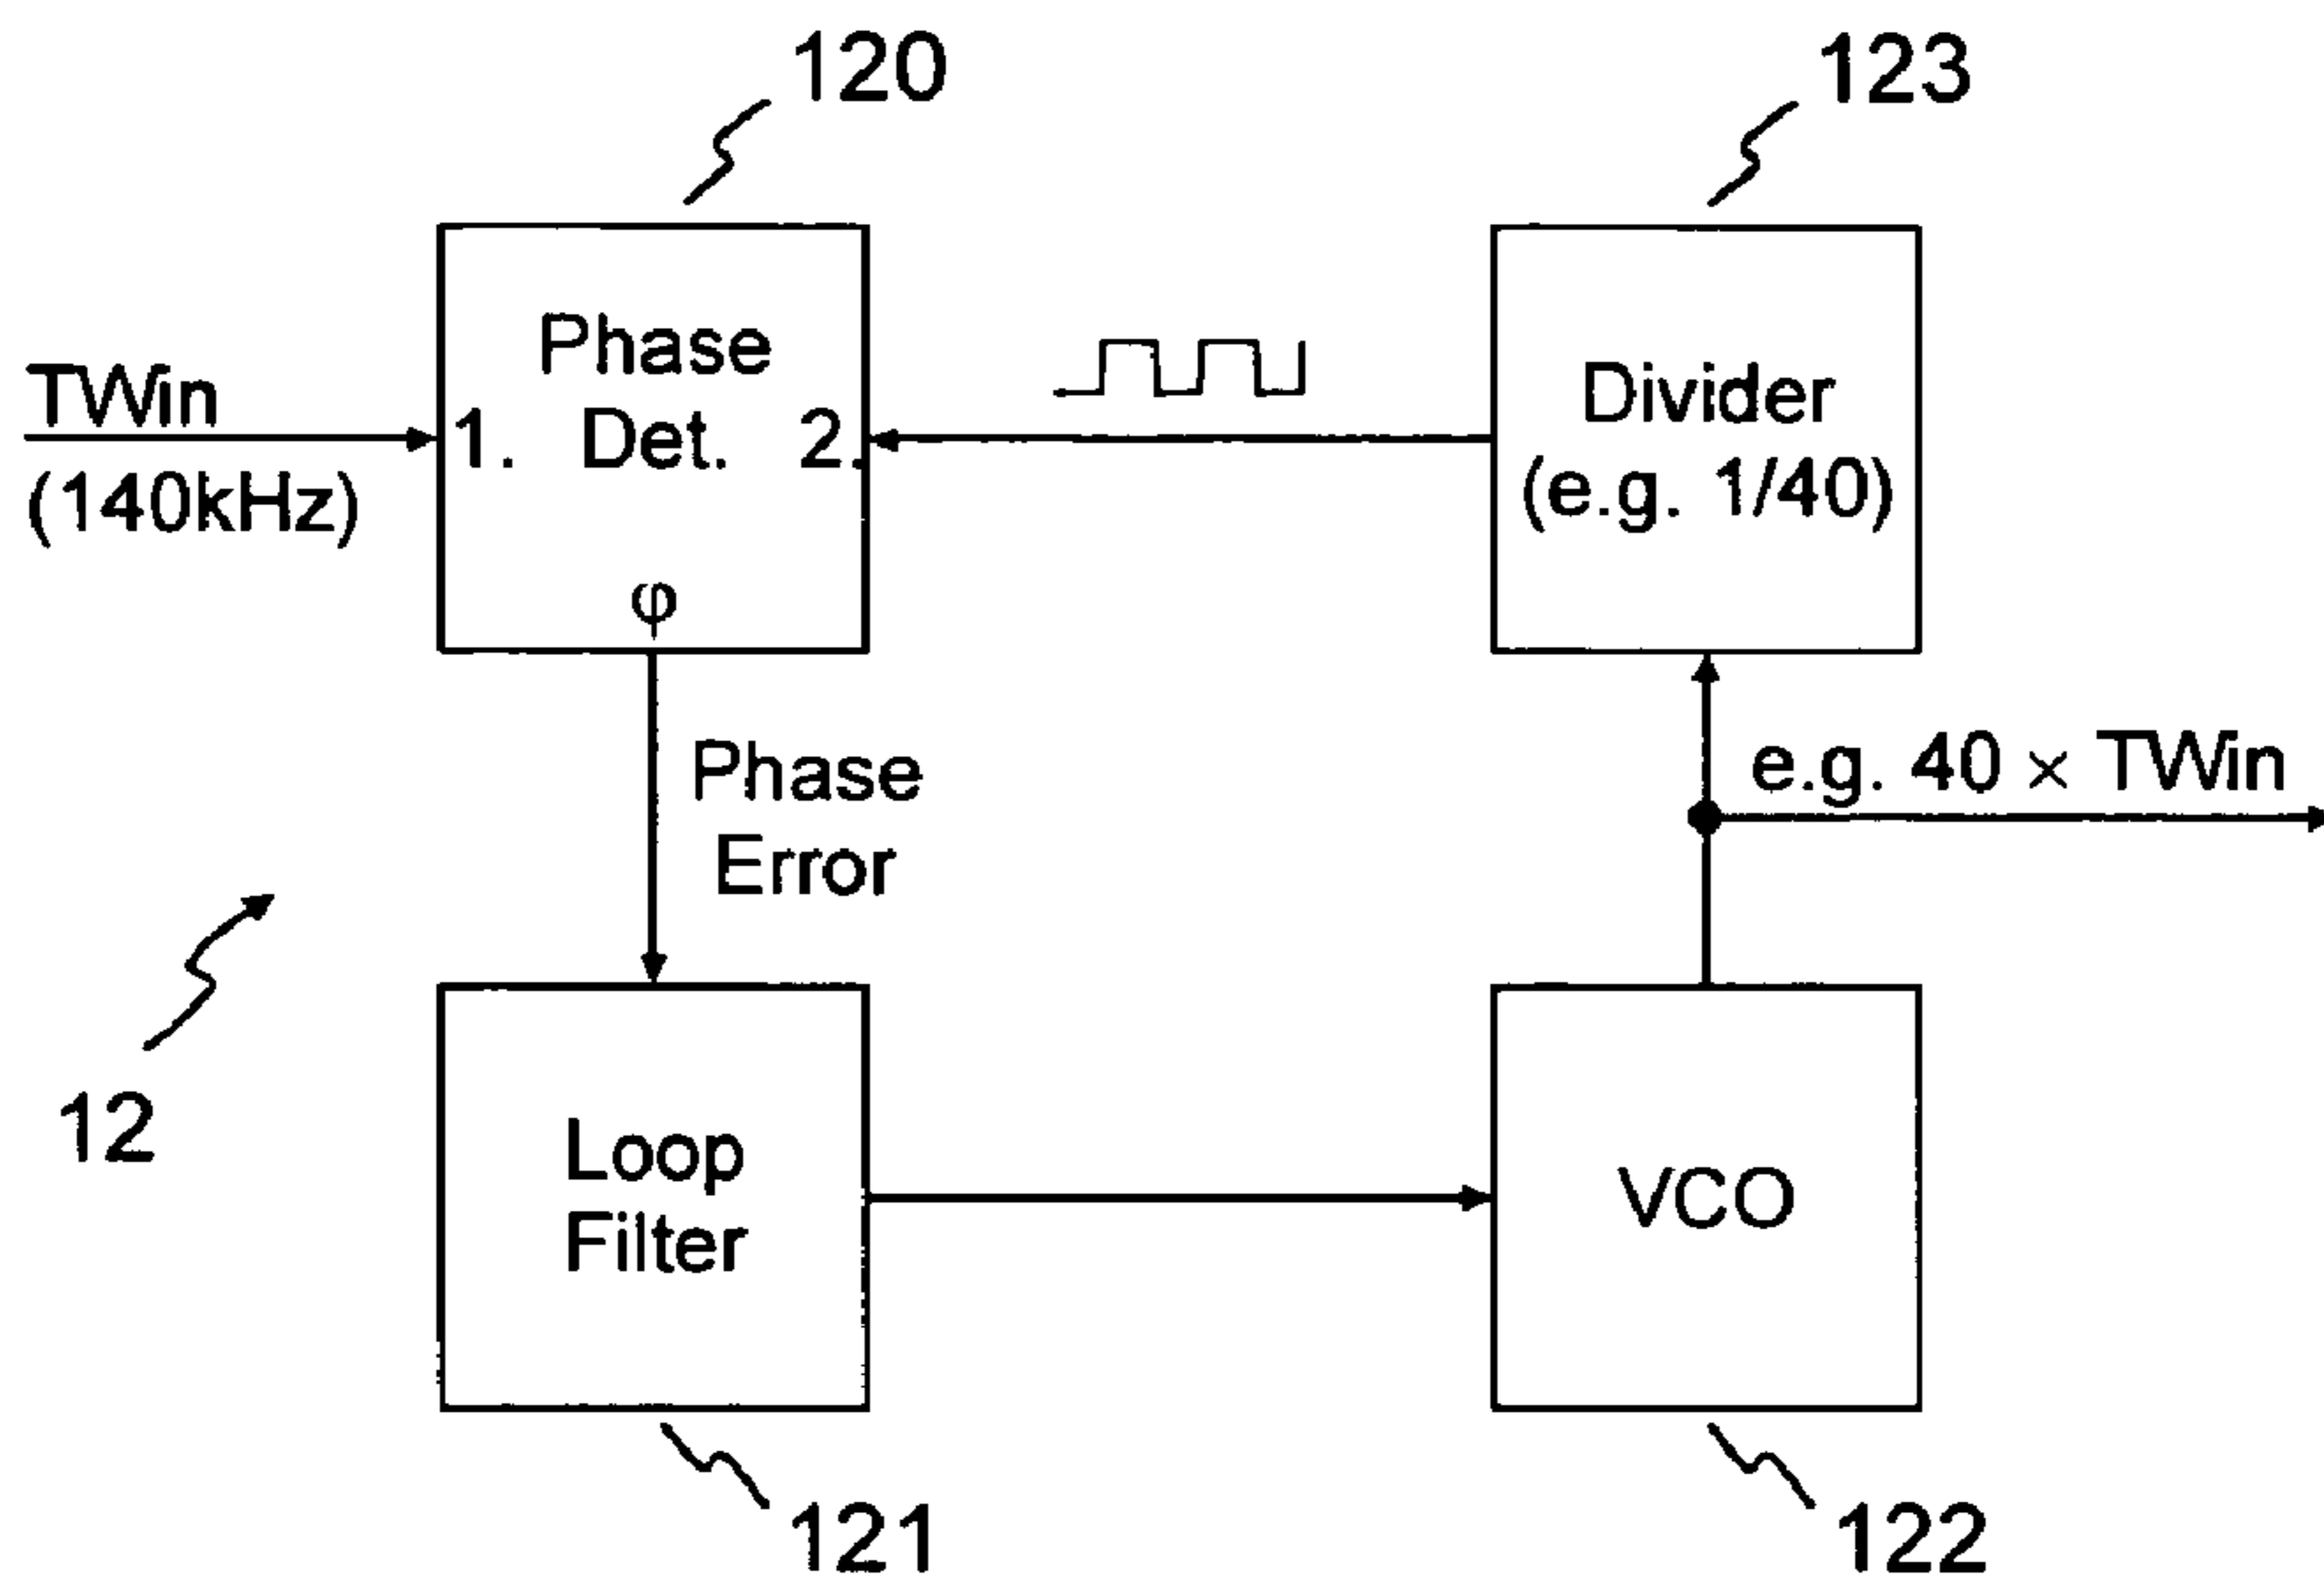 120
123
TWin
(140kHz)
Phase
1. Det. 2.
φ
Divider
(e.g. 1/40)
Phase
Error
e.g. 40 × TWin
12
Loop
Filter
VCO
121
122